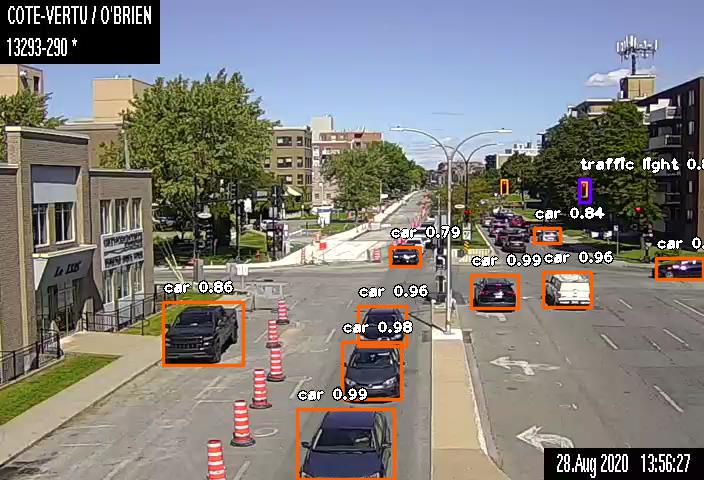 COTE-VERTU / O'BRIEN
13293-290 *
traffic light 0.
car 0.84
car 0.79
car 0.
car 0.99
car 0.96
car 0.86
car 0.96
car 0.98
car 0.99
28.Aug 2020 13:56:27